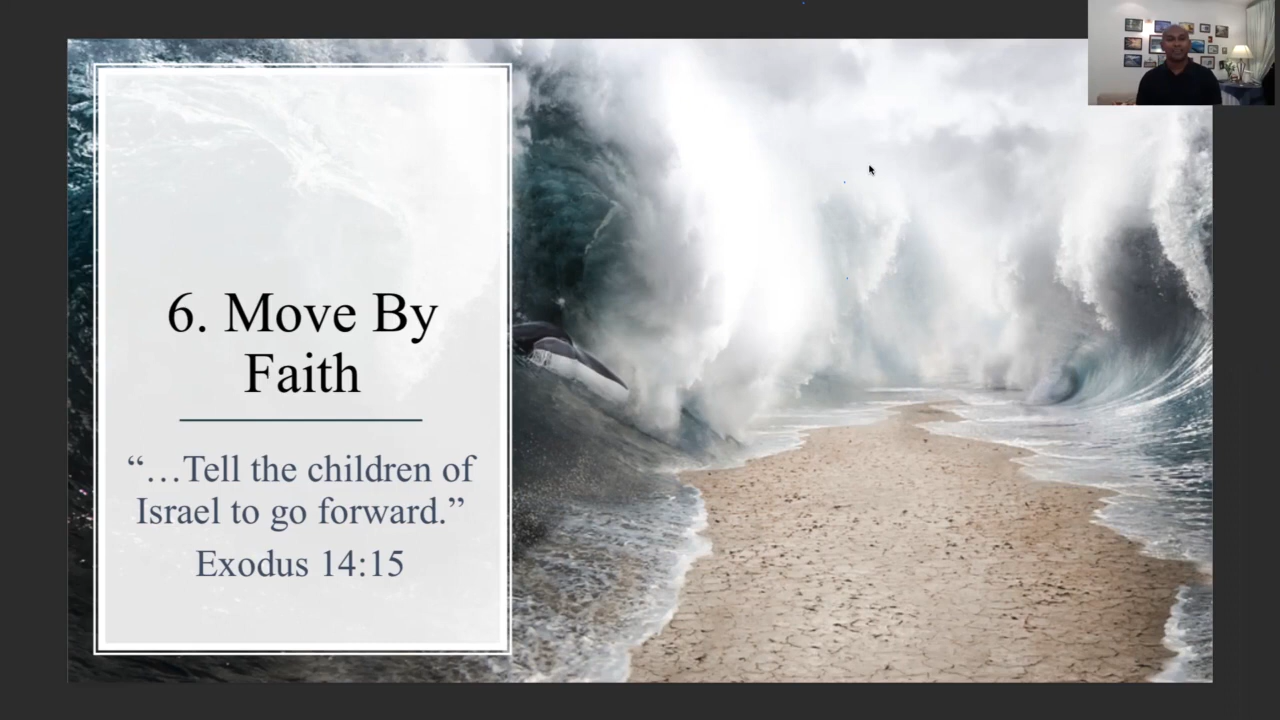 6. Move By
Faith
“…Tell the children of
Israel to go forward.”
Exodus 14:15